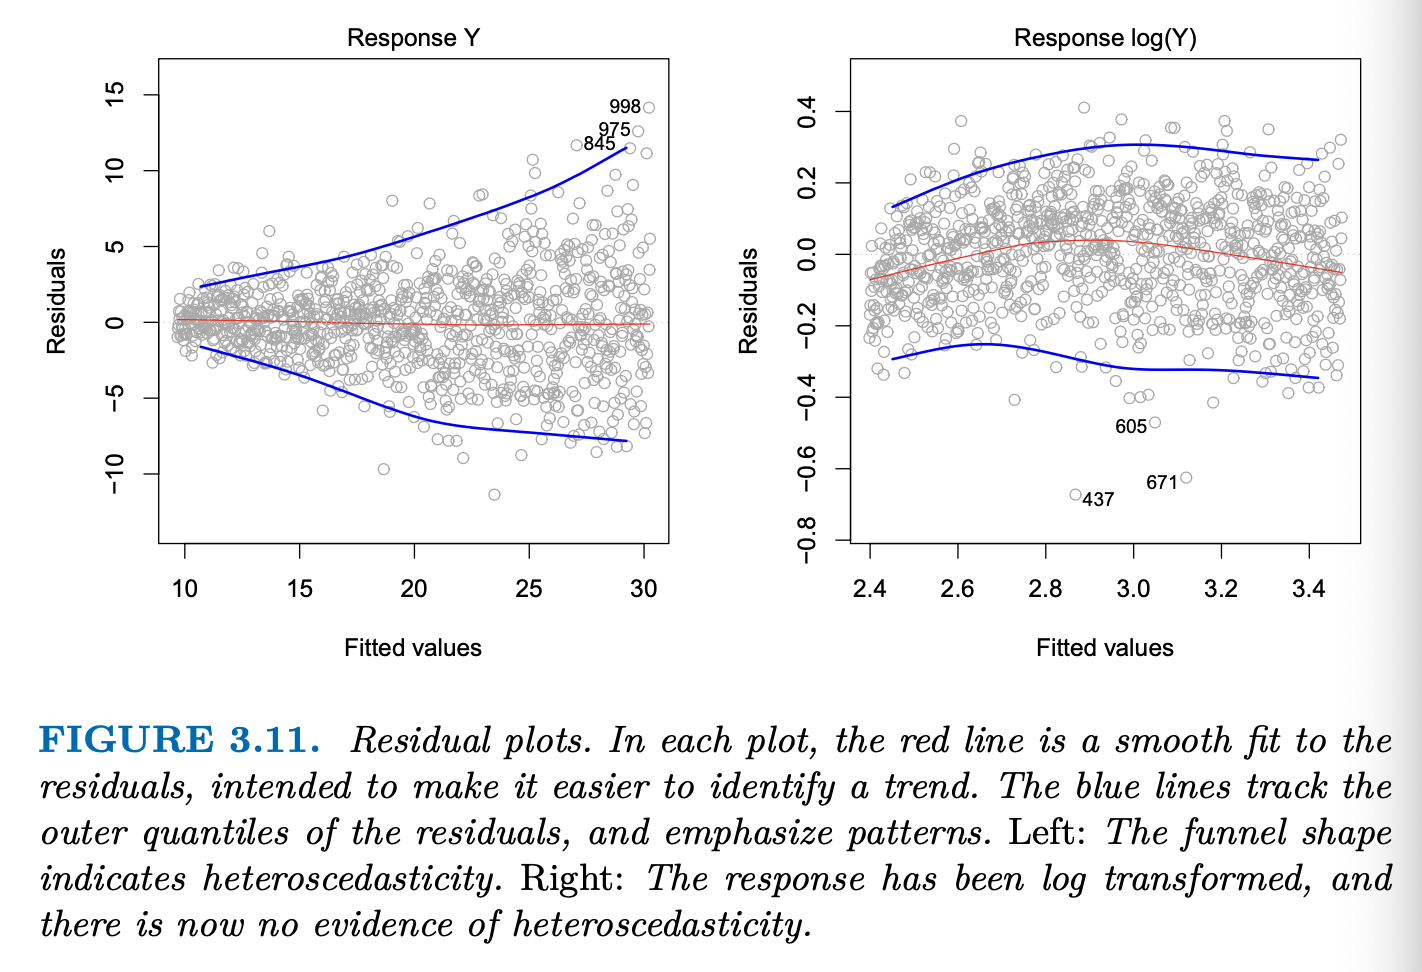 Response Y
Residuals
15
10
5
0
−5
−10
998
975
845
10 15 20 25 30
Fitted values
Response log(Y)
Residuals
0.4
0.2
0.0
−0.2
−0.4
−0.6
−0.8
605
671
437
2.4 2.6 2.8 3.0 3.2 3.4
Fitted values
FIGURE 3.11. Residual plots. In each plot, the red line is a smooth fit to the
residuals, intended to make it easier to identify a trend. The blue lines track the
outer quantiles of the residuals, and emphasize patterns. Left: The funnel shape
indicates heteroscedasticity. Right: The response has been log transformed, and
there is now no evidence of heteroscedasticity.